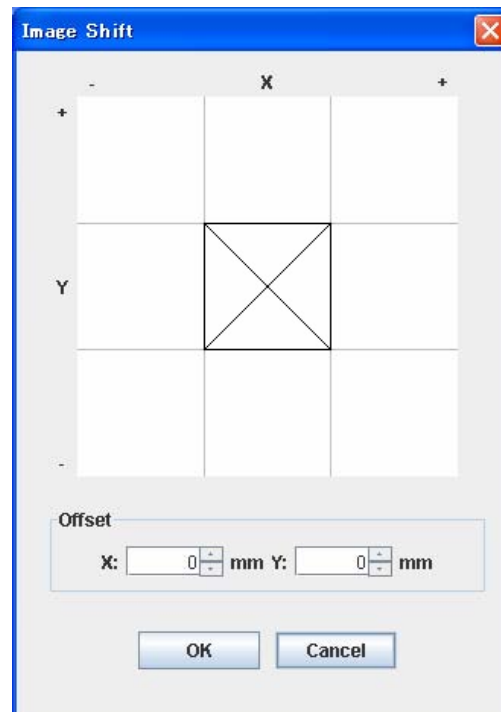 Image Shift
- X +
+
Y
-
Offset
X: 0 mm Y: 0 mm
OK Cancel